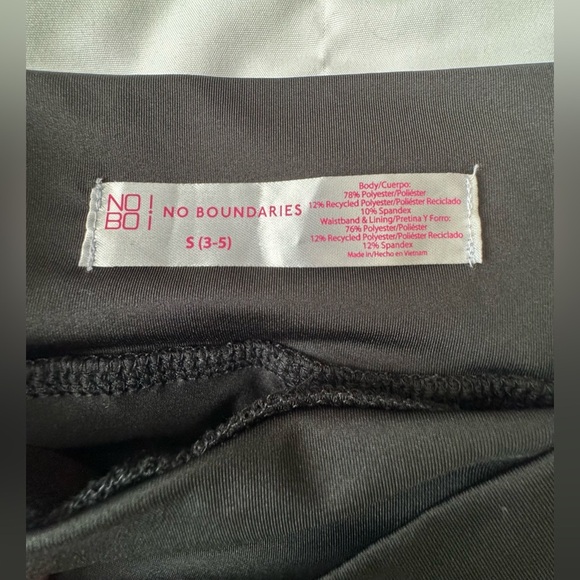 NO
BO
NO BOUNDARIES
S (3-5)
Body/Cuerpo:
78% Polyester/Poliéster
12% Recycled Polyester/Poliéster Reciclado
10% Spandex
Waistband & Lining/Pretina Y Forro:
76% Polyester/Poliéster
12% Recycled Polyester/Poliéster Reciclado
12% Spandex
Made in/Hecho en Vietnam